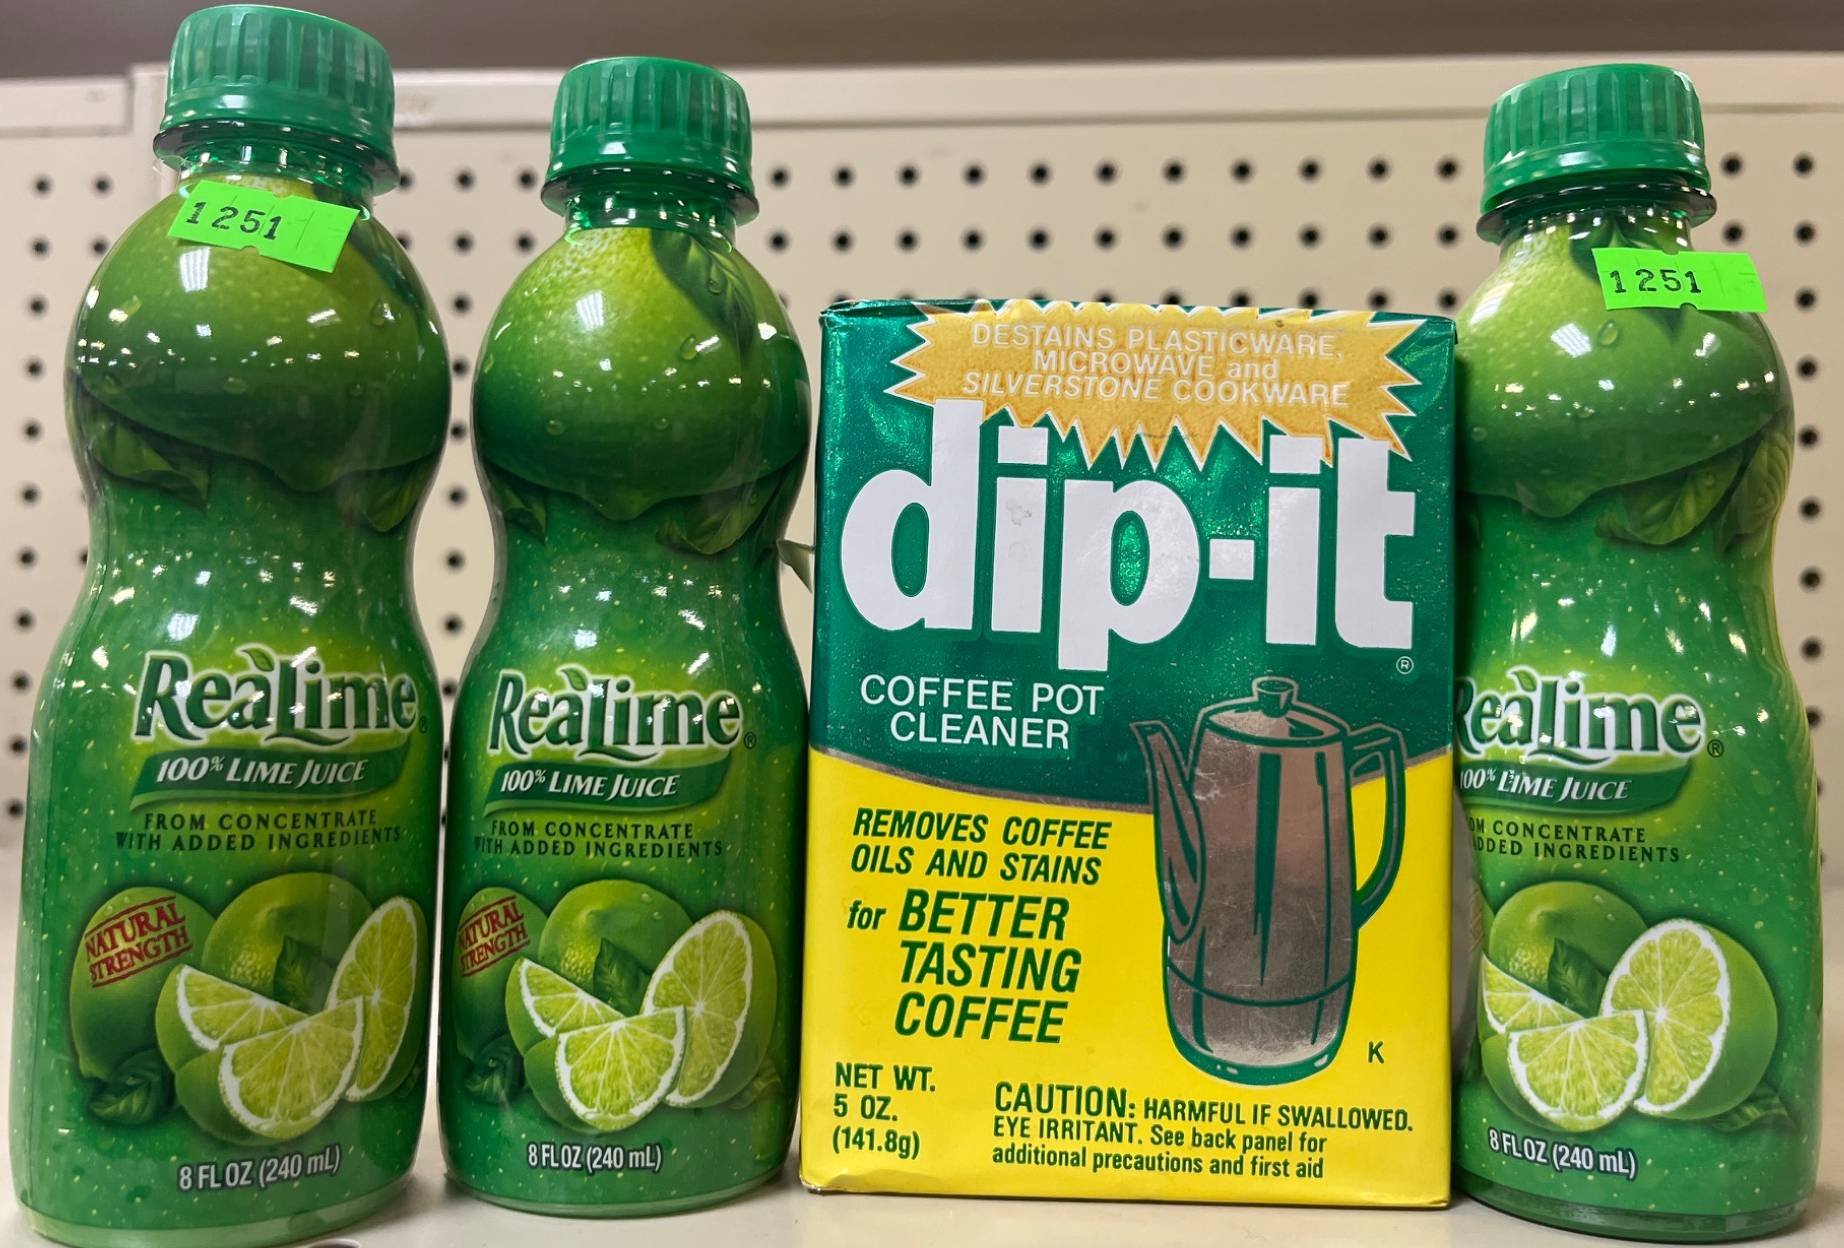 1251
ReaLime®
100% LIME JUICE
FROM CONCENTRATE
WITH ADDED INGREDIENTS
NATURAL
STRENGTH
8 FL OZ (240 mL)
ReaLime®
100% LIME JUICE
FROM CONCENTRATE
WITH ADDED INGREDIENTS
NATURAL
STRENGTH
8 FL OZ (240 mL)
DESTAINS PLASTICWARE,
MICROWAVE and
SILVERSTONE COOKWARE
dip-it®
COFFEE POT
CLEANER
REMOVES COFFEE
OILS AND STAINS
for BETTER
TASTING
COFFEE
K
NET WT.
5 OZ.
(141.8g)
CAUTION: HARMFUL IF SWALLOWED.
EYE IRRITANT. See back panel for
additional precautions and first aid
1251
ReaLime®
100% LIME JUICE
OM CONCENTRATE
ADDED INGREDIENTS
8 FL OZ (240 mL)